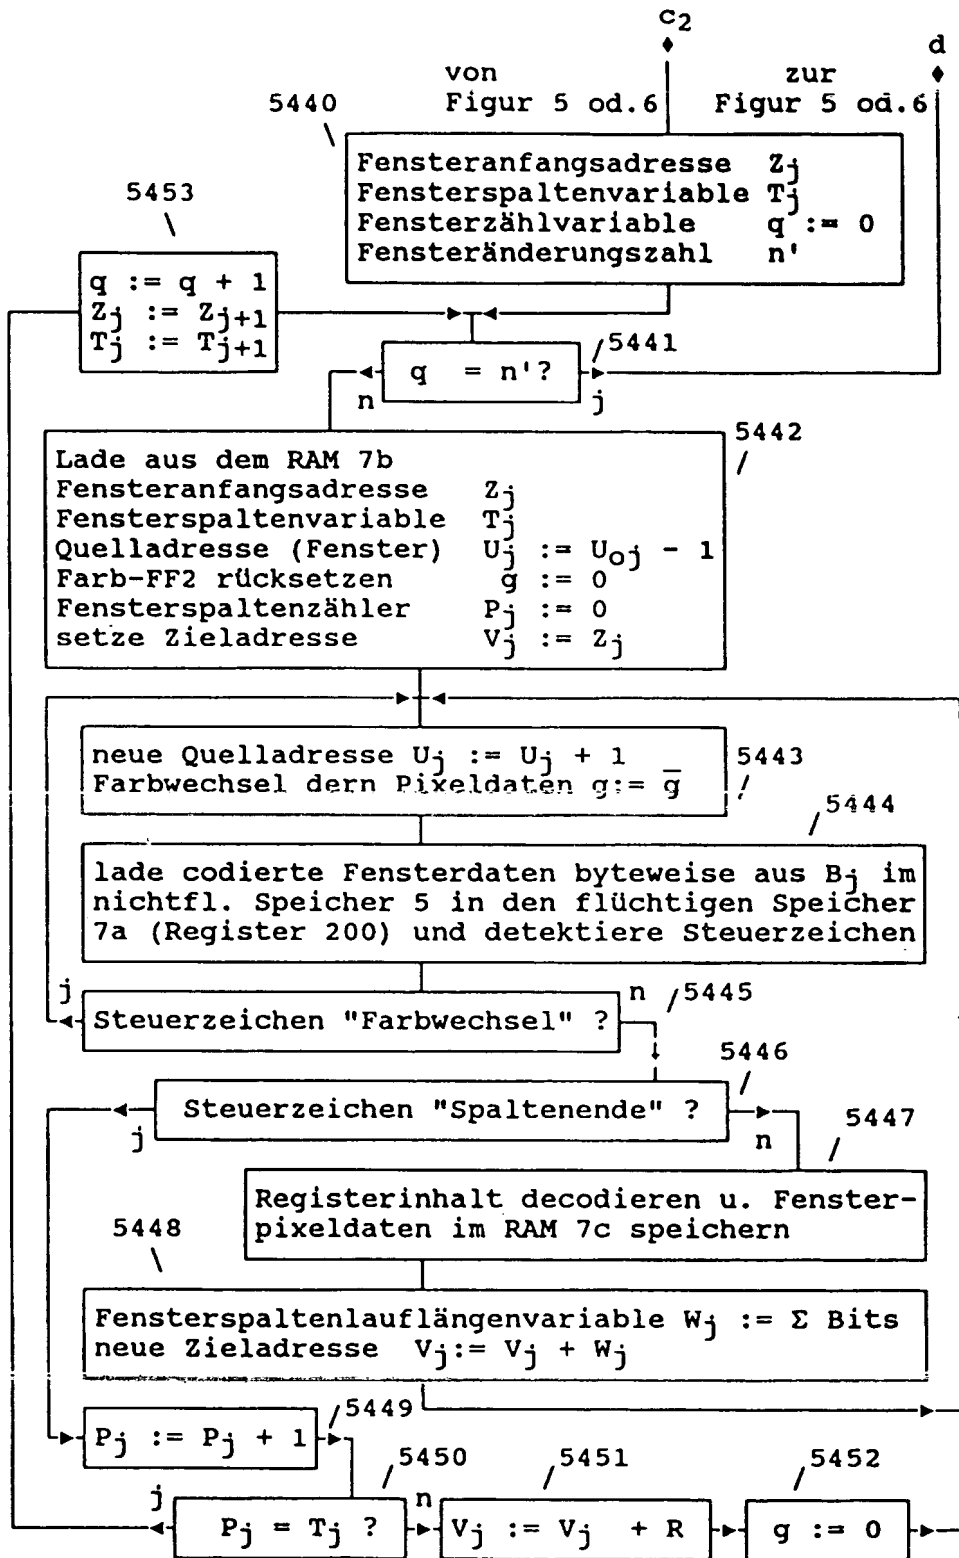 c2
d
von zur
Figur 5 od.6 Figur 5 od.6
5440
Fensteranfangsadresse Zj
Fensterspaltenvariable Tj
Fensterzählvariable q := 0
Fensteränderungszahl n'
5453
q := q + 1
Zj := Zj+1
Tj := Tj+1
5441
q = n'?
n j
5442
Lade aus dem RAM 7b
Fensteranfangsadresse Zj
Fensterspaltenvariable Tj
Quelladresse (Fenster) Uj := Uoj - 1
Farb-FF2 rücksetzen g := 0
Fensterspaltenzähler Pj := 0
setze Zieladresse Vj := Zj
neue Quelladresse Uj := Uj + 1
Farbwechsel dern Pixeldaten g:= g̅
5443
5444
lade codierte Fensterdaten byteweise aus Bj im
nichtfl. Speicher 5 in den flüchtigen Speicher
7a (Register 200) und detektiere Steuerzeichen
j n 5445
Steuerzeichen "Farbwechsel" ?
5446
Steuerzeichen "Spaltenende" ?
j n
5447
Registerinhalt decodieren u. Fenster-
pixeldaten im RAM 7c speichern
5448
Fensterspaltenlauflängenvariable Wj := Σ Bits
neue Zieladresse Vj:= Vj + Wj
5449
Pj := Pj + 1
5450 5451 5452
j n
Pj = Tj ? Vj := Vj + R g := 0